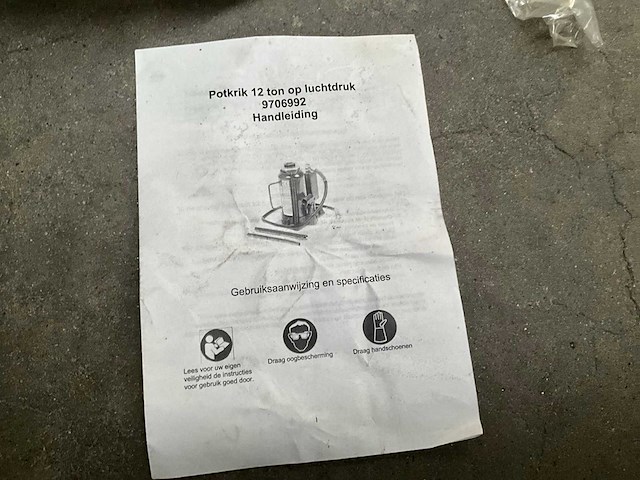 Potkrik 12 ton op luchtdruk
9706992
Handleiding
Gebruiksaanwijzing en specificaties
Lees voor uw eigen
veiligheid de instructies
voor gebruik goed door.
Draag oogbescherming
Draag handschoenen